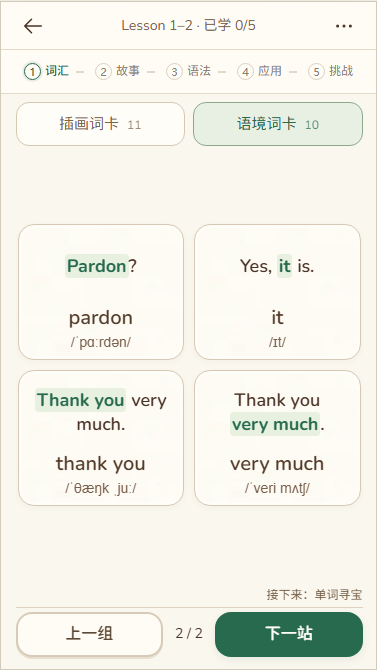 Lesson 1–2 · 已学 0/5
1 词汇 – 2 故事 – 3 语法 – 4 应用 – 5 挑战
插画词卡 11
语境词卡 10
Pardon?
pardon
/ˈpɑːrdən/
Yes, it is.
it
/ɪt/
Thank you very
much.
thank you
/ˈθæŋk ˌjuː/
Thank you
very much.
very much
/ˈveri mʌtʃ/
接下来：单词寻宝
上一组
2 / 2
下一站